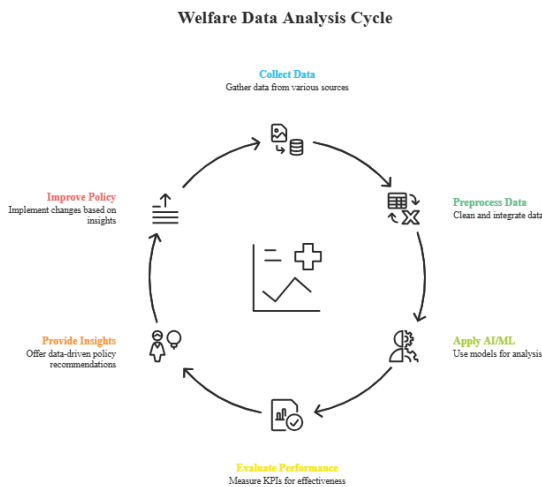 Welfare Data Analysis Cycle
Collect Data
Gather data from various sources
Preprocess Data
Clean and integrate data
Apply AI/ML
Use models for analysis
Evaluate Performance
Measure KPIs for effectiveness
Provide Insights
Offer data-driven policy
recommendations
Improve Policy
Implement changes based on
insights